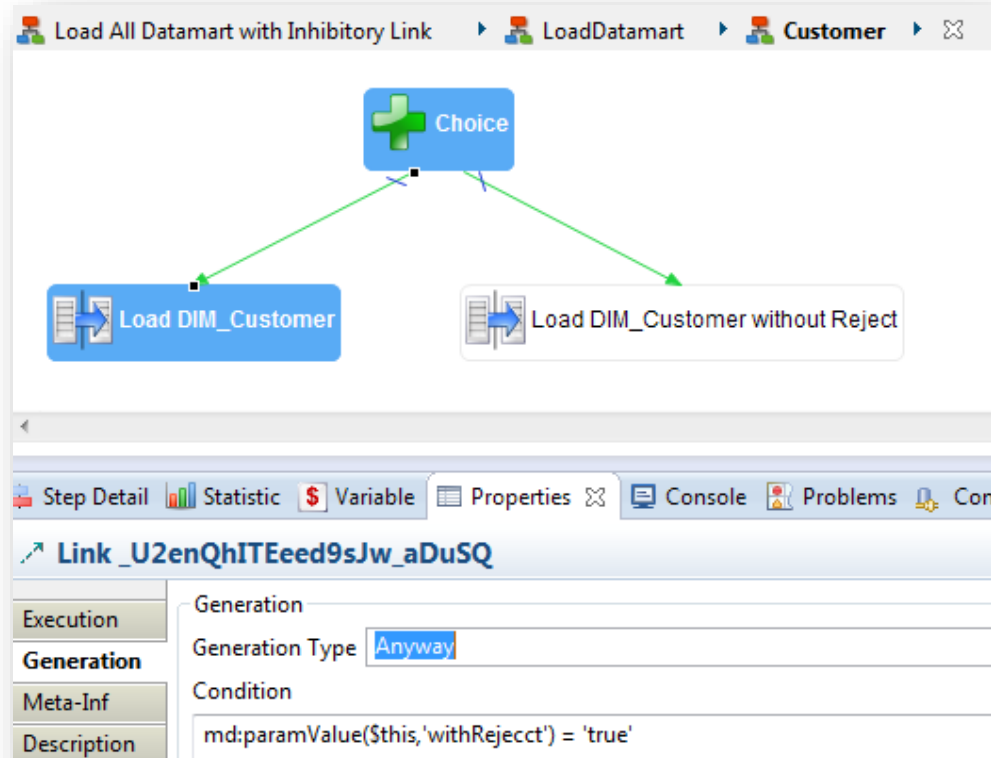 Load All Datamart with Inhibitory Link LoadDatamart Customer
Choice
Load DIM_Customer
Load DIM_Customer without Reject
Step Detail Statistic $ Variable Properties Console Problems Con
Link _U2enQhITEeed9sJw_aDuSQ
Execution
Generation
Meta-Inf
Description
Generation
Generation Type Anyway
Condition
md:paramValue($this,'withRejecct') = 'true'